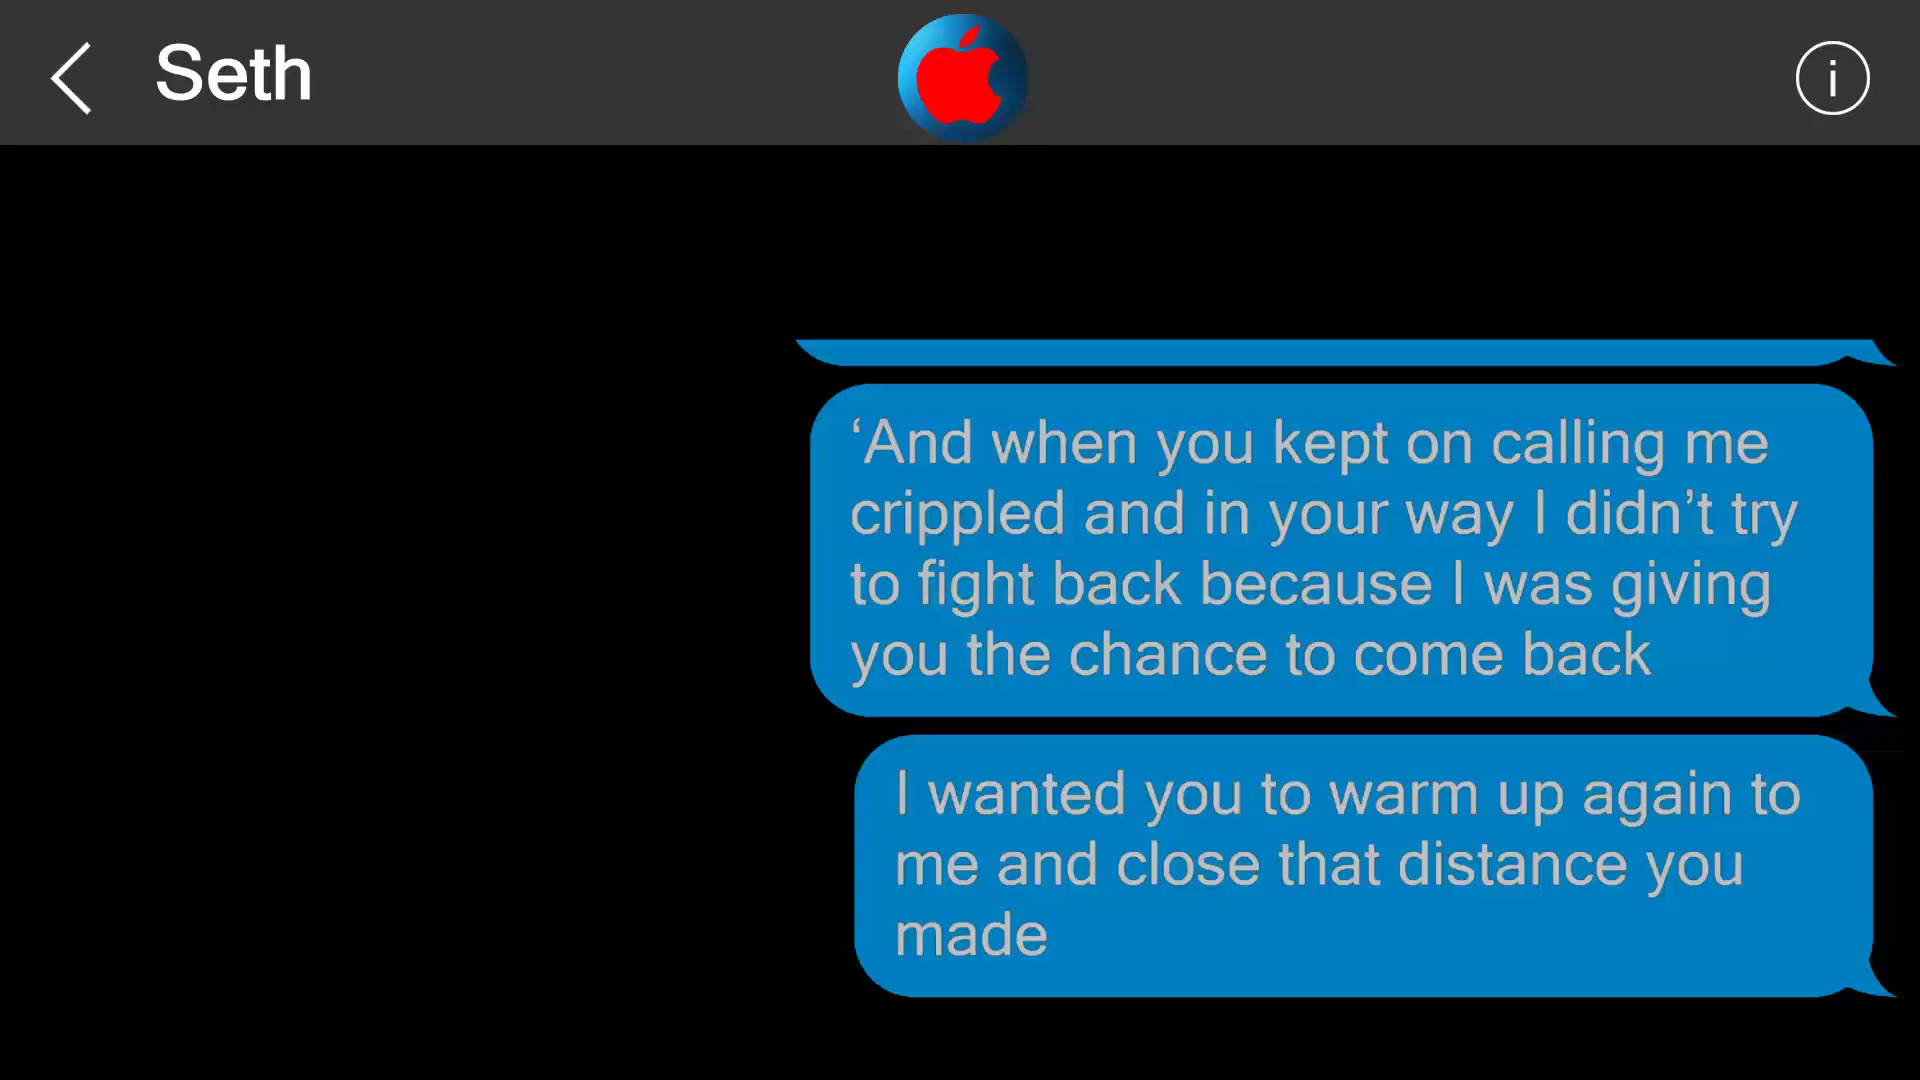 Seth
i
‘And when you kept on calling me
crippled and in your way I didn’t try
to fight back because I was giving
you the chance to come back
I wanted you to warm up again to
me and close that distance you
made